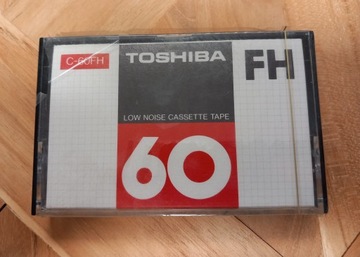 C-60FH
TOSHIBA
FH
LOW NOISE CASSETTE TAPE
60